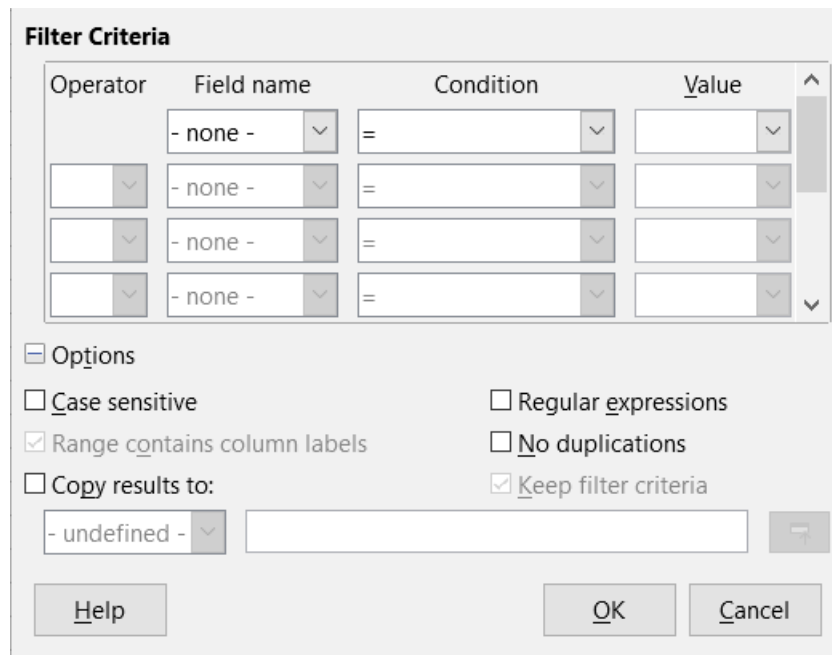 Filter Criteria
Operator Field name Condition Value
- none - =
- none - =
- none - =
- none - =
Options
Case sensitive Regular expressions
Range contains column labels No duplications
Copy results to: Keep filter criteria
- undefined -
Help OK Cancel